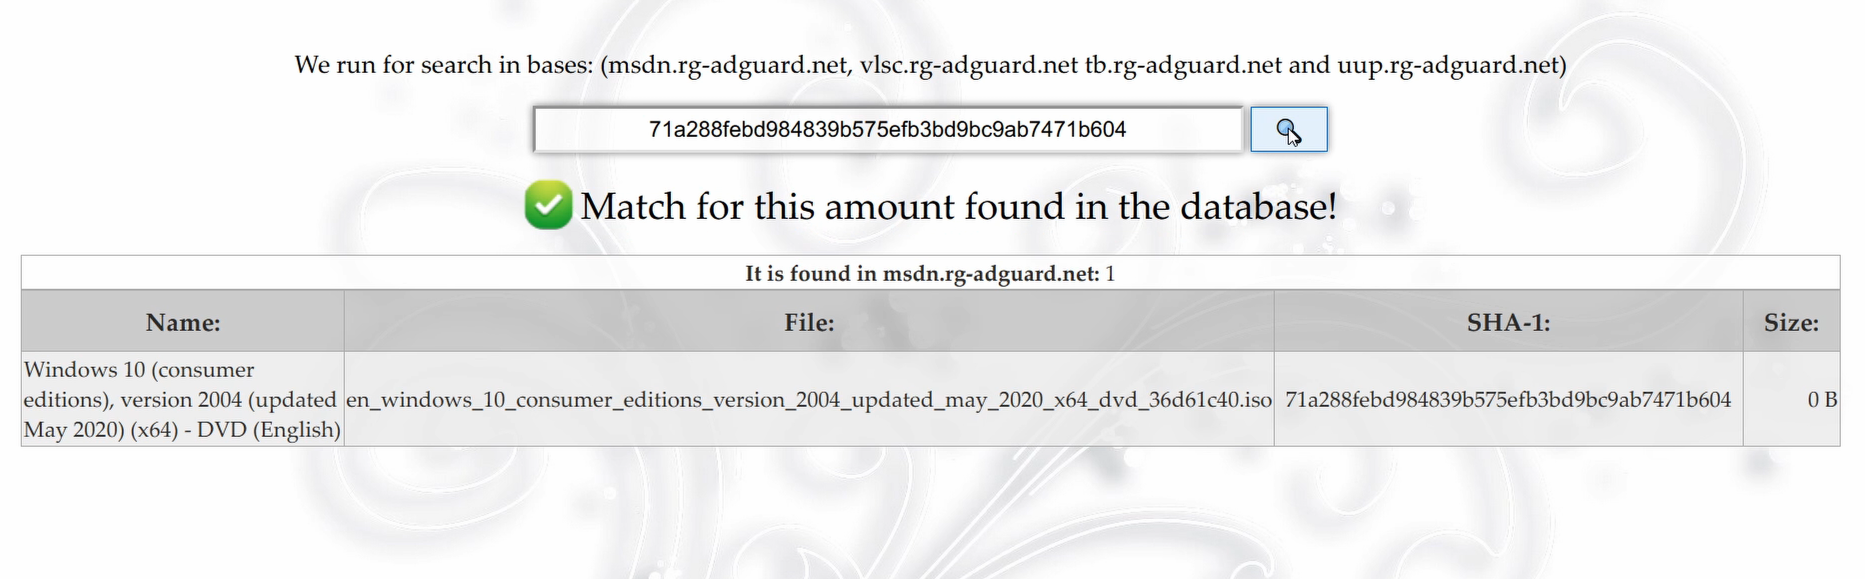 We run for search in bases: (msdn.rg-adguard.net, vlsc.rg-adguard.net tb.rg-adguard.net and uup.rg-adguard.net)
71a288febd984839b575efb3bd9bc9ab7471b604
Match for this amount found in the database!
It is found in msdn.rg-adguard.net: 1
Name: File: SHA-1: Size:
Windows 10 (consumer
editions), version 2004 (updated
May 2020) (x64) - DVD (English)
en_windows_10_consumer_editions_version_2004_updated_may_2020_x64_dvd_36d61c40.iso
71a288febd984839b575efb3bd9bc9ab7471b604
0 B